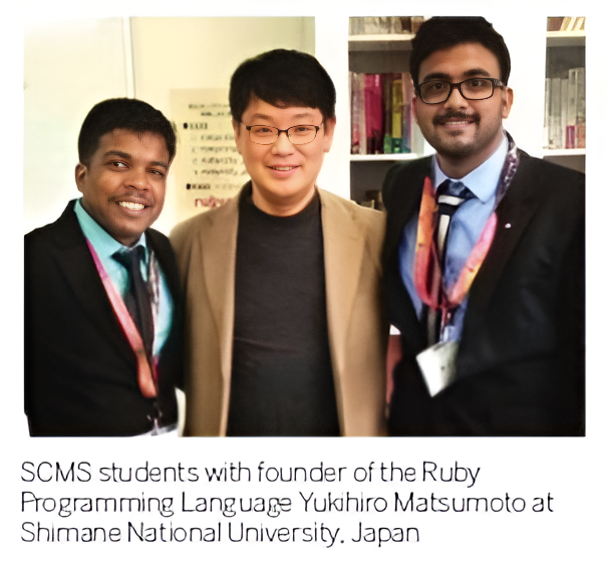 SCMS students with founder of the Ruby
Programming Language Yukihiro Matsumoto at
Shimane National University, Japan